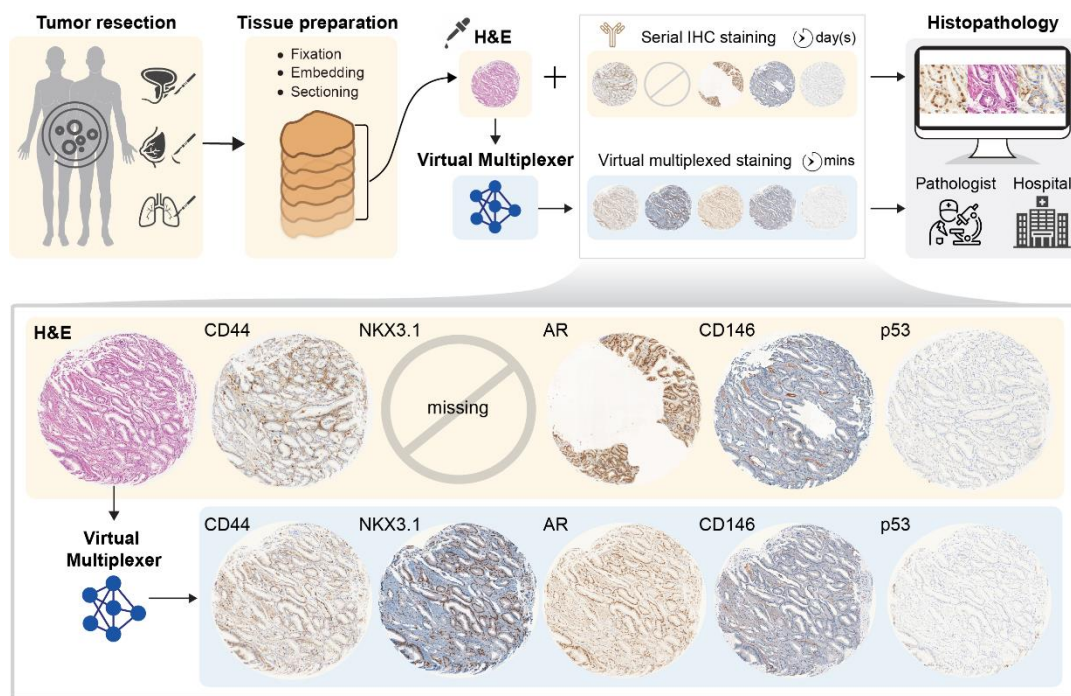 Tumor resection
Tissue preparation
• Fixation
• Embedding
• Sectioning
H&E
Serial IHC staining
day(s)
Virtual Multiplexer
Virtual multiplexed staining
mins
Histopathology
Pathologist
Hospital
H&E
CD44
NKX3.1
AR
CD146
p53
missing
Virtual
Multiplexer
CD44
NKX3.1
AR
CD146
p53